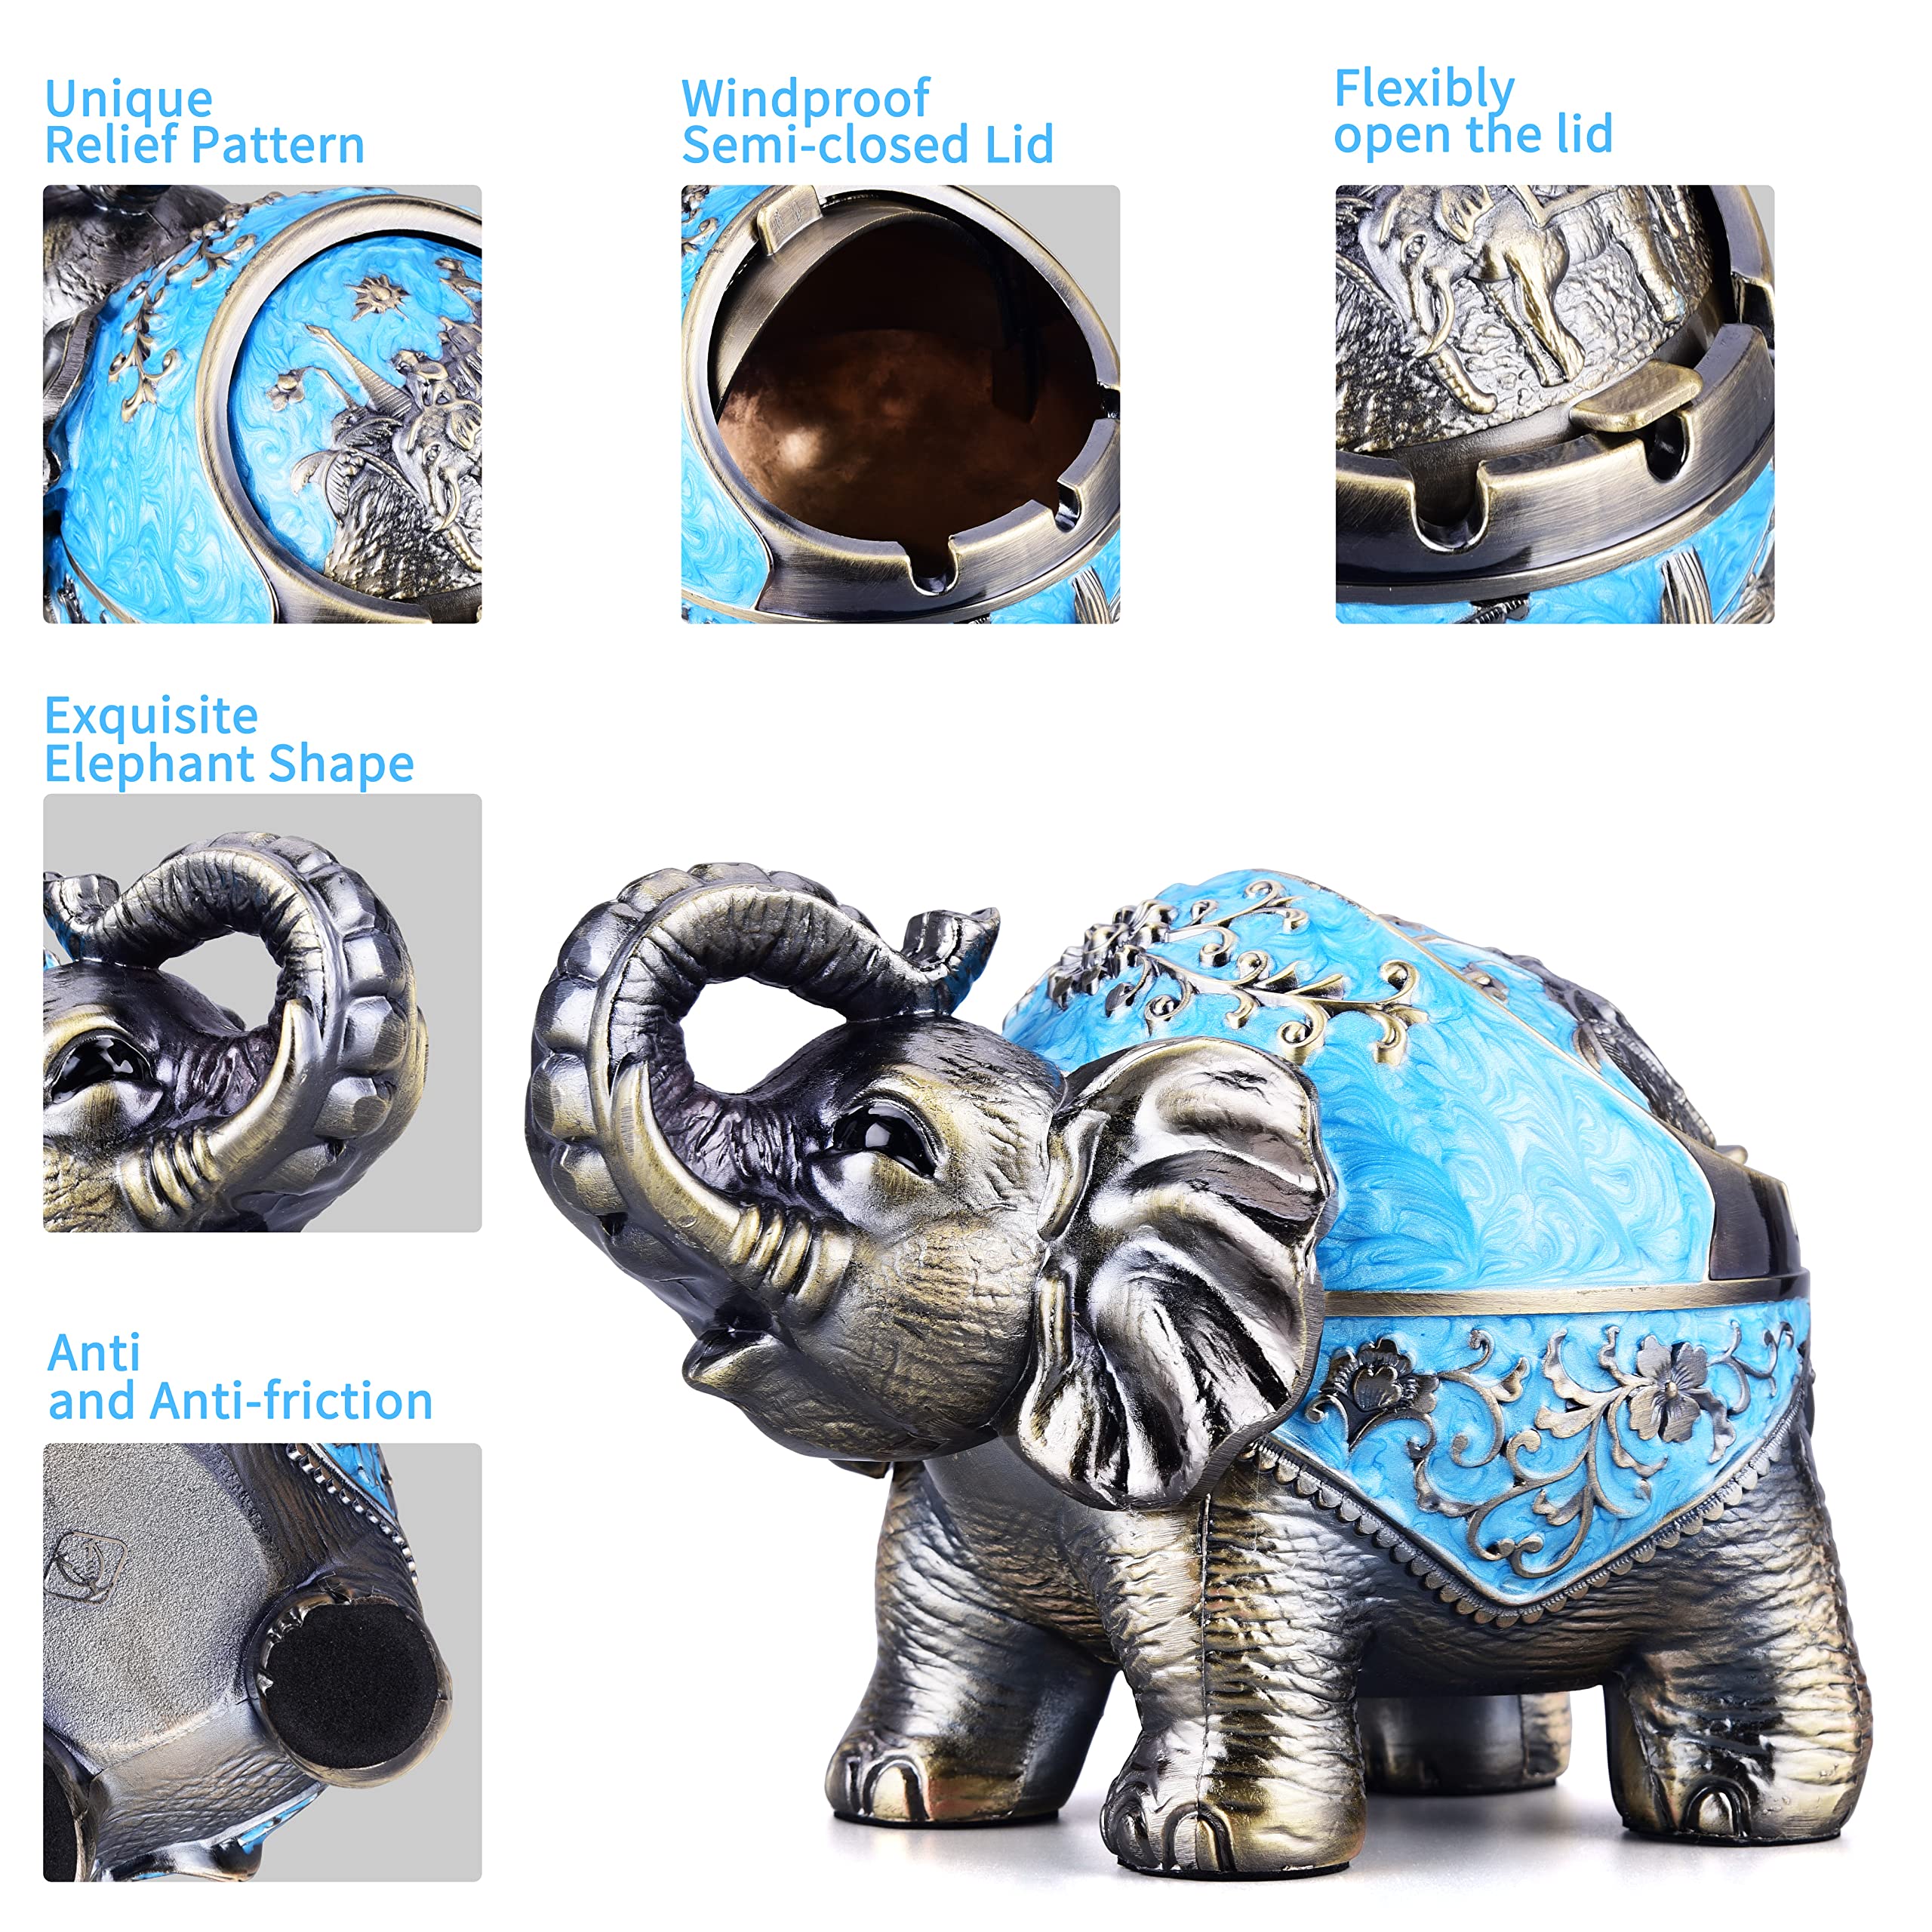 Unique
Relief Pattern
Windproof
Semi-closed Lid
Flexibly
open the lid
Exquisite
Elephant Shape
Anti
and Anti-friction